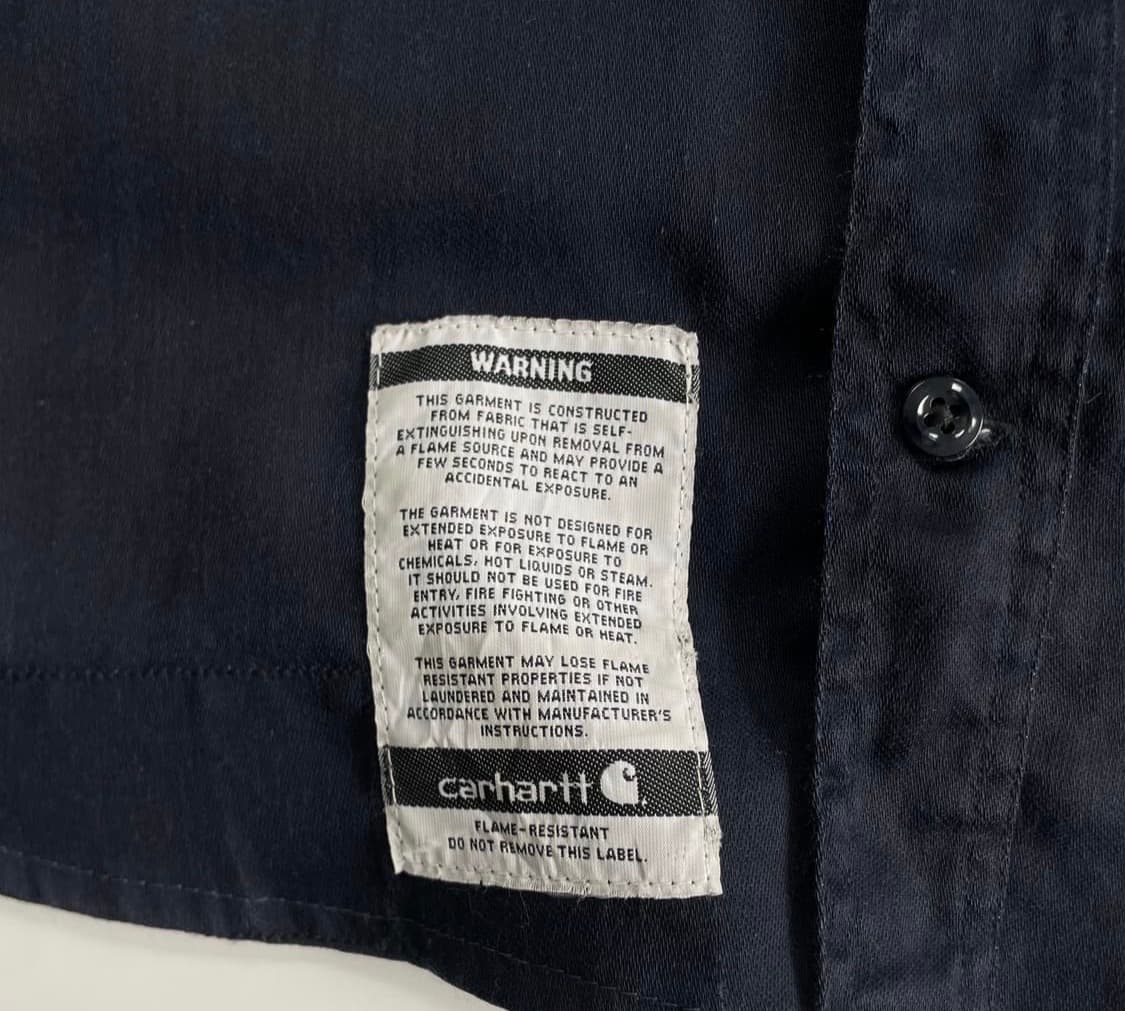 WARNING
THIS GARMENT IS CONSTRUCTED
FROM FABRIC THAT IS SELF-
EXTINGUISHING UPON REMOVAL FROM
A FLAME SOURCE AND MAY PROVIDE A
FEW SECONDS TO REACT TO AN
ACCIDENTAL EXPOSURE.
THE GARMENT IS NOT DESIGNED FOR
EXTENDED EXPOSURE TO FLAME OR
HEAT OR FOR EXPOSURE TO
CHEMICALS, HOT LIQUIDS OR STEAM.
IT SHOULD NOT BE USED FOR FIRE
ENTRY, FIRE FIGHTING OR OTHER
ACTIVITIES INVOLVING EXTENDED
EXPOSURE TO FLAME OR HEAT.
THIS GARMENT MAY LOSE FLAME
RESISTANT PROPERTIES IF NOT
LAUNDERED AND MAINTAINED IN
ACCORDANCE WITH MANUFACTURER'S
INSTRUCTIONS.
carhartt
FLAME-RESISTANT
DO NOT REMOVE THIS LABEL.